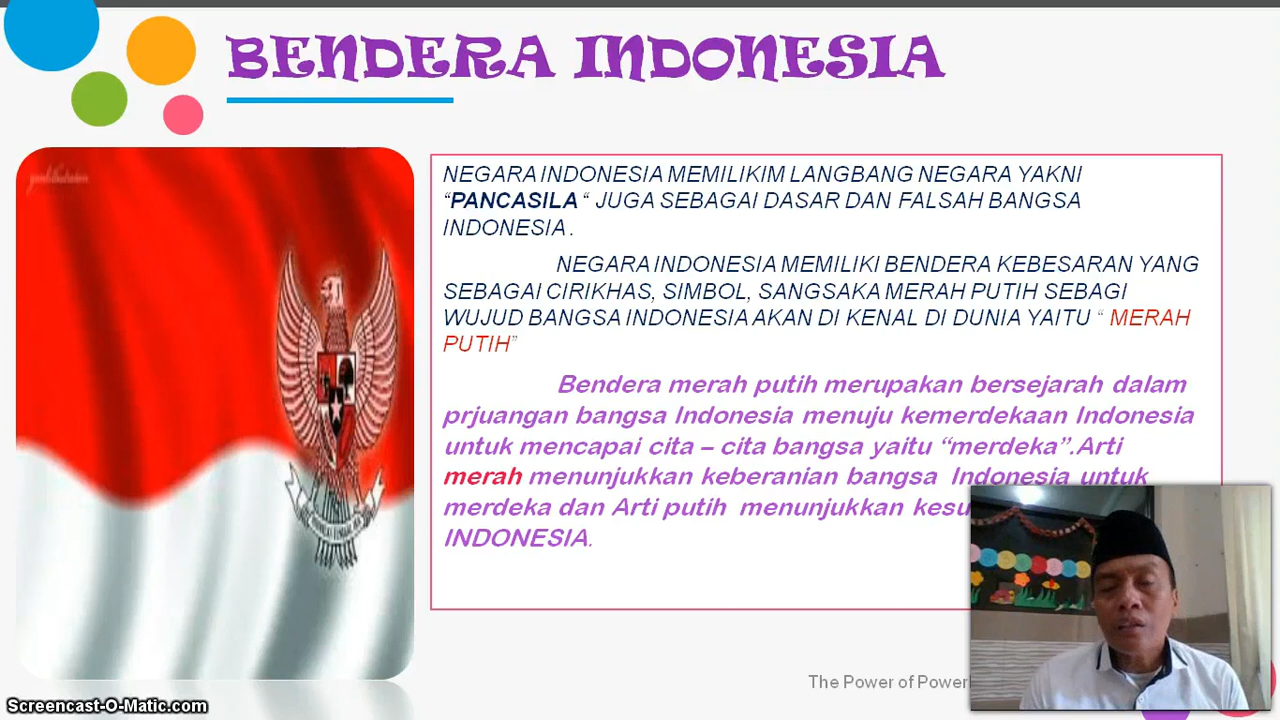 BENDERA INDONESIA
NEGARA INDONESIA MEMILIKIM LANGBANG NEGARA YAKNI
“PANCASILA “ JUGA SEBAGAI DASAR DAN FALSAH BANGSA
INDONESIA .
NEGARA INDONESIA MEMILIKI BENDERA KEBESARAN YANG
SEBAGAI CIRIKHAS, SIMBOL, SANGSAKA MERAH PUTIH SEBAGI
WUJUD BANGSA INDONESIA AKAN DI KENAL DI DUNIA YAITU “ MERAH
PUTIH”
Bendera merah putih merupakan bersejarah dalam
prjuangan bangsa Indonesia menuju kemerdekaan Indonesia
untuk mencapai cita – cita bangsa yaitu “merdeka”.Arti
merah menunjukkan keberanian bangsa Indonesia untuk
merdeka dan Arti putih menunjukkan
INDONESIA.
The Power of
Screencast-O-Matic.com